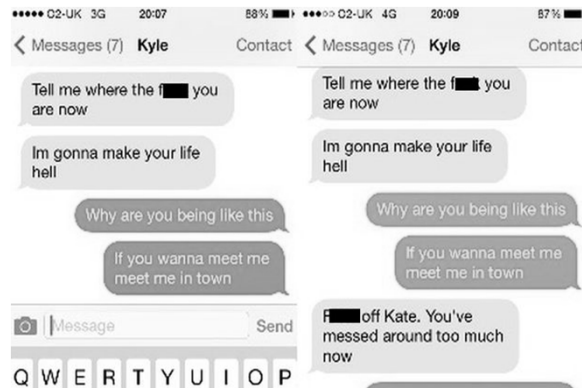 O2-UK 3G 20:07 88%
Messages (7) Kyle Contact
Tell me where the f you
are now
Im gonna make your life
hell
Why are you being like this
If you wanna meet me
meet me in town
Message Send
Q W E R T Y U I O P
O2-UK 4G 20:09 87%
Messages (7) Kyle Contact
Tell me where the f you
are now
Im gonna make your life
hell
Why are you being like this
If you wanna meet me
meet me in town
F off Kate. You've
messed around too much
now